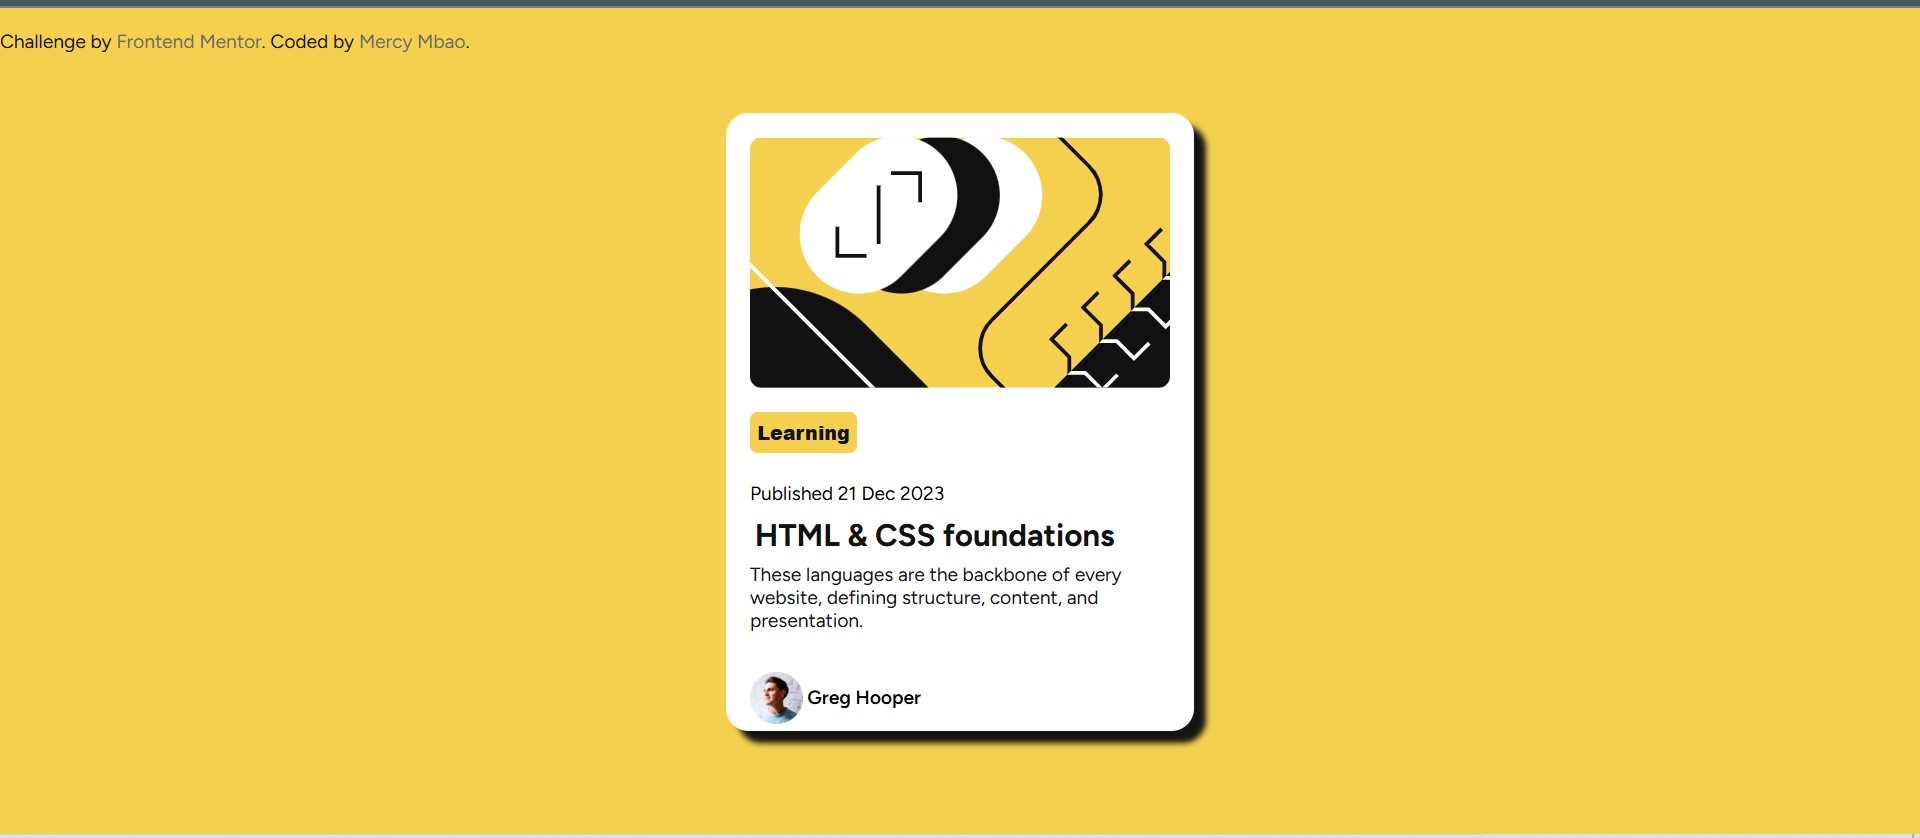 Challenge by Frontend Mentor. Coded by Mercy Mbao.
Learning
Published 21 Dec 2023
HTML & CSS foundations
These languages are the backbone of every
website, defining structure, content, and
presentation.
Greg Hooper